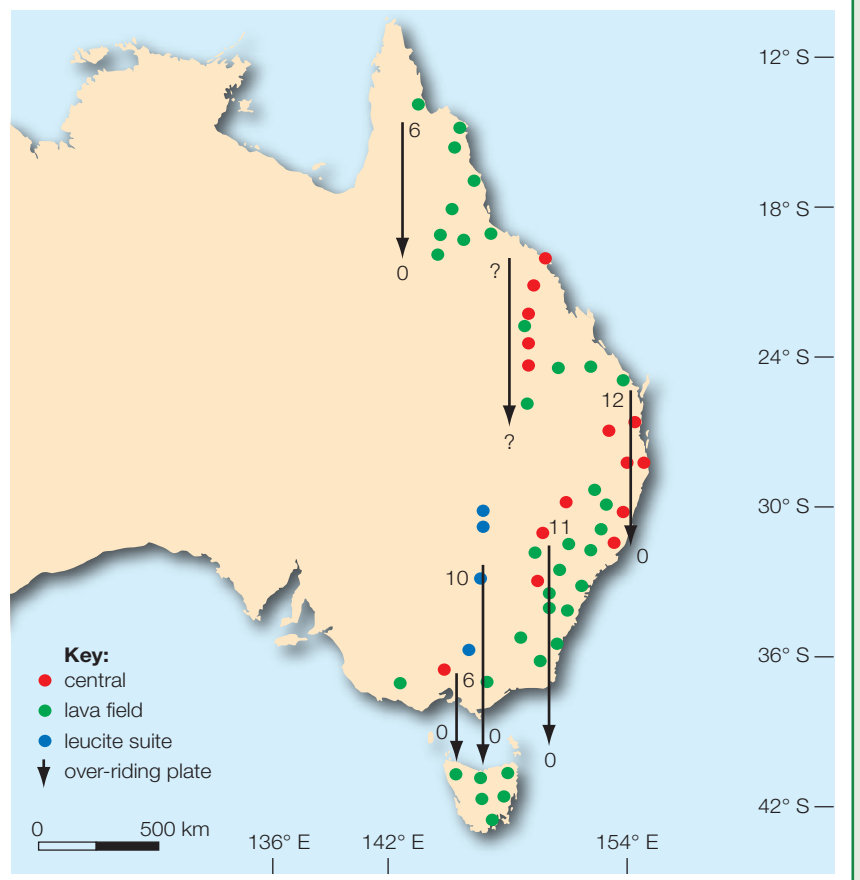 12° S
6
18° S
0
?
24° S
12
?
30° S
11
0
10
36° S
6
0
0
0
Key:
central
lava field
leucite suite
over-riding plate
42° S
0 500 km
136° E 142° E 154° E